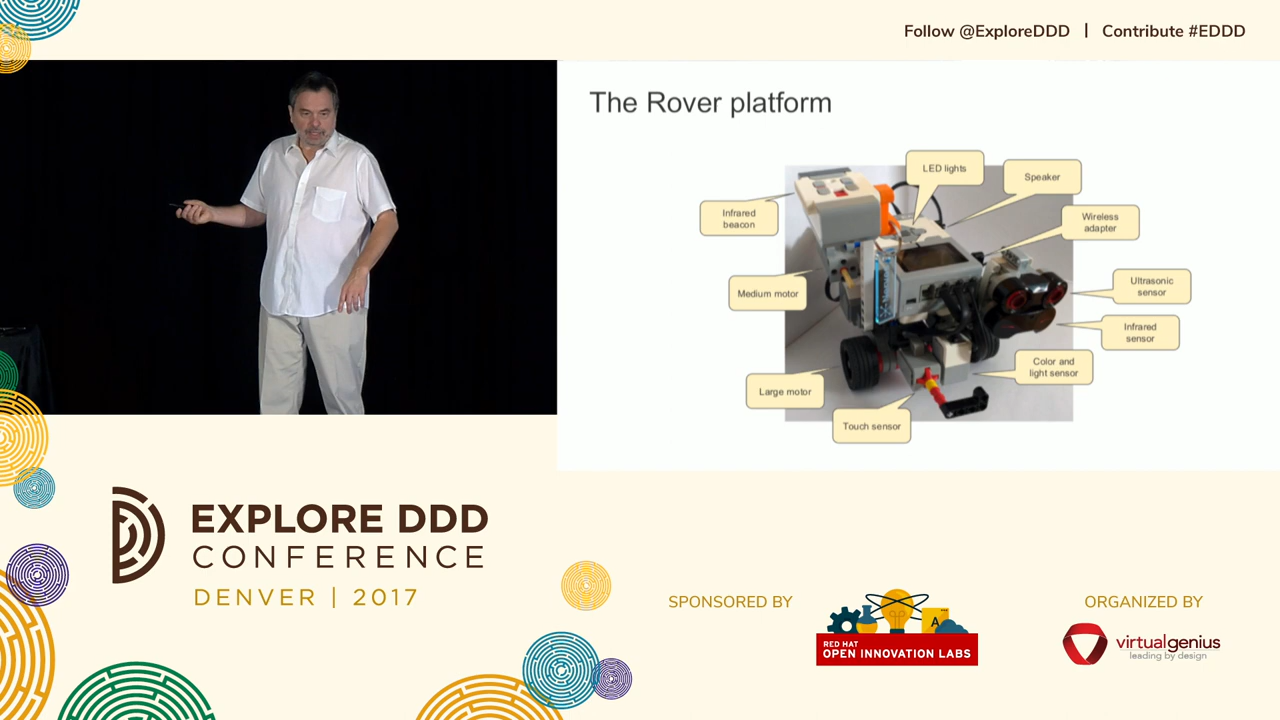 Follow @ExploreDDD | Contribute #EDDD
The Rover platform
LED lights
Speaker
Infrared
beacon
Wireless
adapter
Medium motor
Ultrasonic
sensor
Infrared
sensor
Color and
light sensor
Large motor
Touch sensor
EXPLORE DDD
CONFERENCE
DENVER | 2017
SPONSORED BY
A
RED HAT
OPEN INNOVATION LABS
ORGANIZED BY
virtualgenius
leading by design